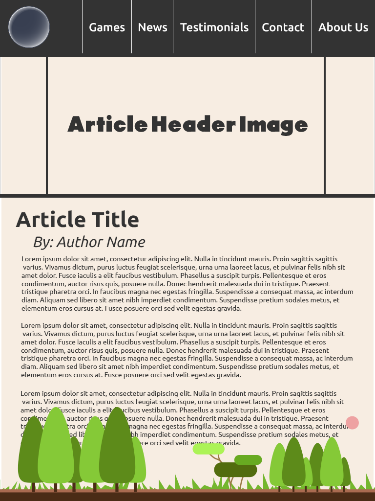 Games News Testimonials Contact About Us
Article Header Image
Article Title
By: Author Name
Lorem ipsum dolor sit amet, consectetur adipiscing elit. Nulla in tincidunt mauris. Proin sagittis sagittis
varius. Vivamus dictum, purus luctus feugiat scelerisque, urna urna laoreet lacus, et pulvinar felis nibh sit
amet dolor. Fusce iaculis a elit faucibus vestibulum. Phasellus a suscipit turpis. Pellentesque et eros
condimentum, auctor risus quis, posuere nulla. Donec hendrerit malesuada dui in tristique. Praesent
tristique pharetra orci. In faucibus magna nec egestas fringilla. Suspendisse a consequat massa, ac interdum
diam. Aliquam sed libero sit amet nibh imperdiet condimentum. Suspendisse pretium sodales metus, et
elementum eros cursus at. Fusce posuere orci sed velit egestas gravida.
Lorem ipsum dolor sit amet, consectetur adipiscing elit. Nulla in tincidunt mauris. Proin sagittis sagittis
varius. Vivamus dictum, purus luctus feugiat scelerisque, urna urna laoreet lacus, et pulvinar felis nibh sit
amet dolor. Fusce iaculis a elit faucibus vestibulum. Phasellus a suscipit turpis. Pellentesque et eros
condimentum, auctor risus quis, posuere nulla. Donec hendrerit malesuada dui in tristique. Praesent
tristique pharetra orci. In faucibus magna nec egestas fringilla. Suspendisse a consequat massa, ac interdum
diam. Aliquam sed libero sit amet nibh imperdiet condimentum. Suspendisse pretium sodales metus, et
elementum eros cursus at. Fusce posuere orci sed velit egestas gravida.
Lorem ipsum dolor sit amet, consectetur adipiscing elit. Nulla in tincidunt mauris. Proin sagittis sagittis
varius. Vivamus dictum, purus luctus feugiat scelerisque, urna urna laoreet lacus, et pulvinar felis nibh sit
amet faucibus vestibulum. Phasellus a suscipit turpis. Pellentesque et eros
auctor quis, posuere nulla. Donec hendrerit malesuada dui in tristique. Praesent
magna nec egestas fringilla. Suspendisse a consequat massa, ac
nibh imperdiet condimentum. Suspendisse pretium sodales metus, et
orci sed velit